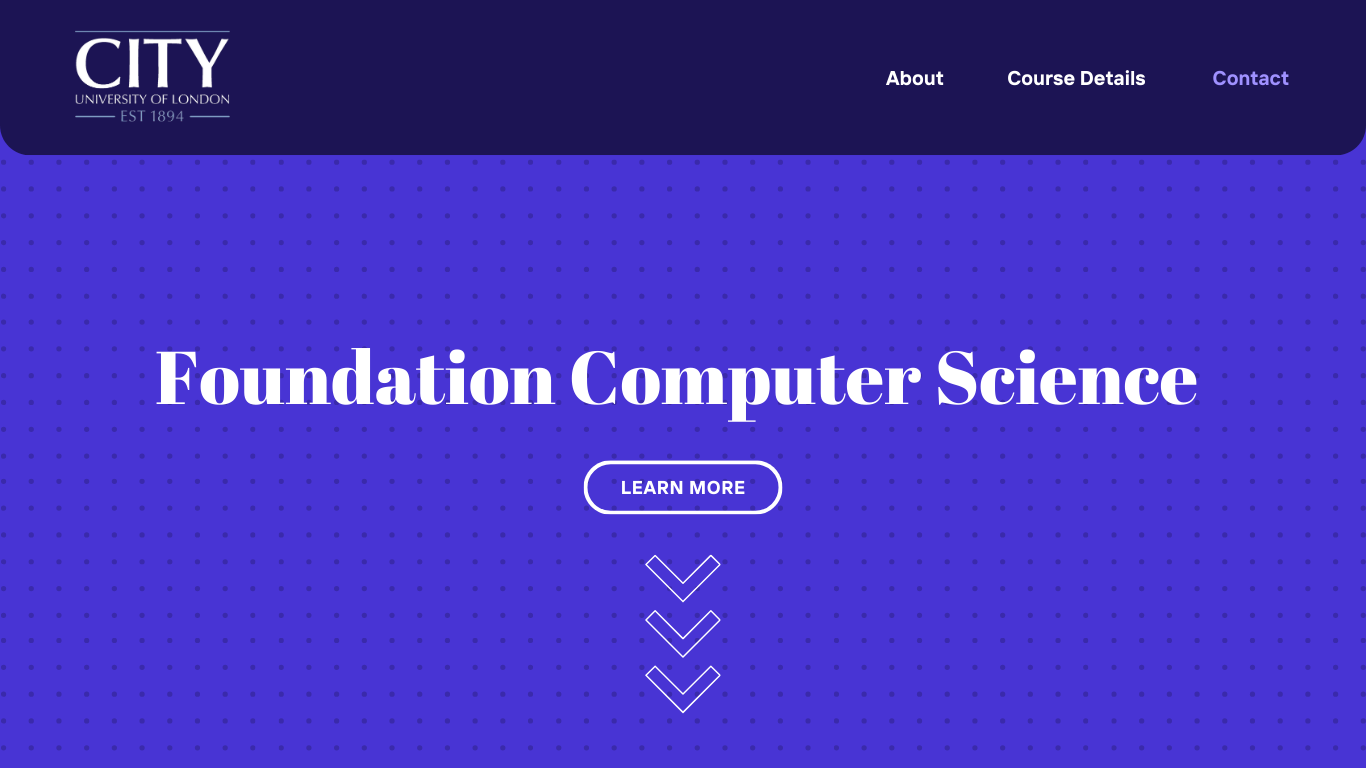 CITY
UNIVERSITY OF LONDON
EST 1894
About
Course Details
Contact
Foundation Computer Science
LEARN MORE